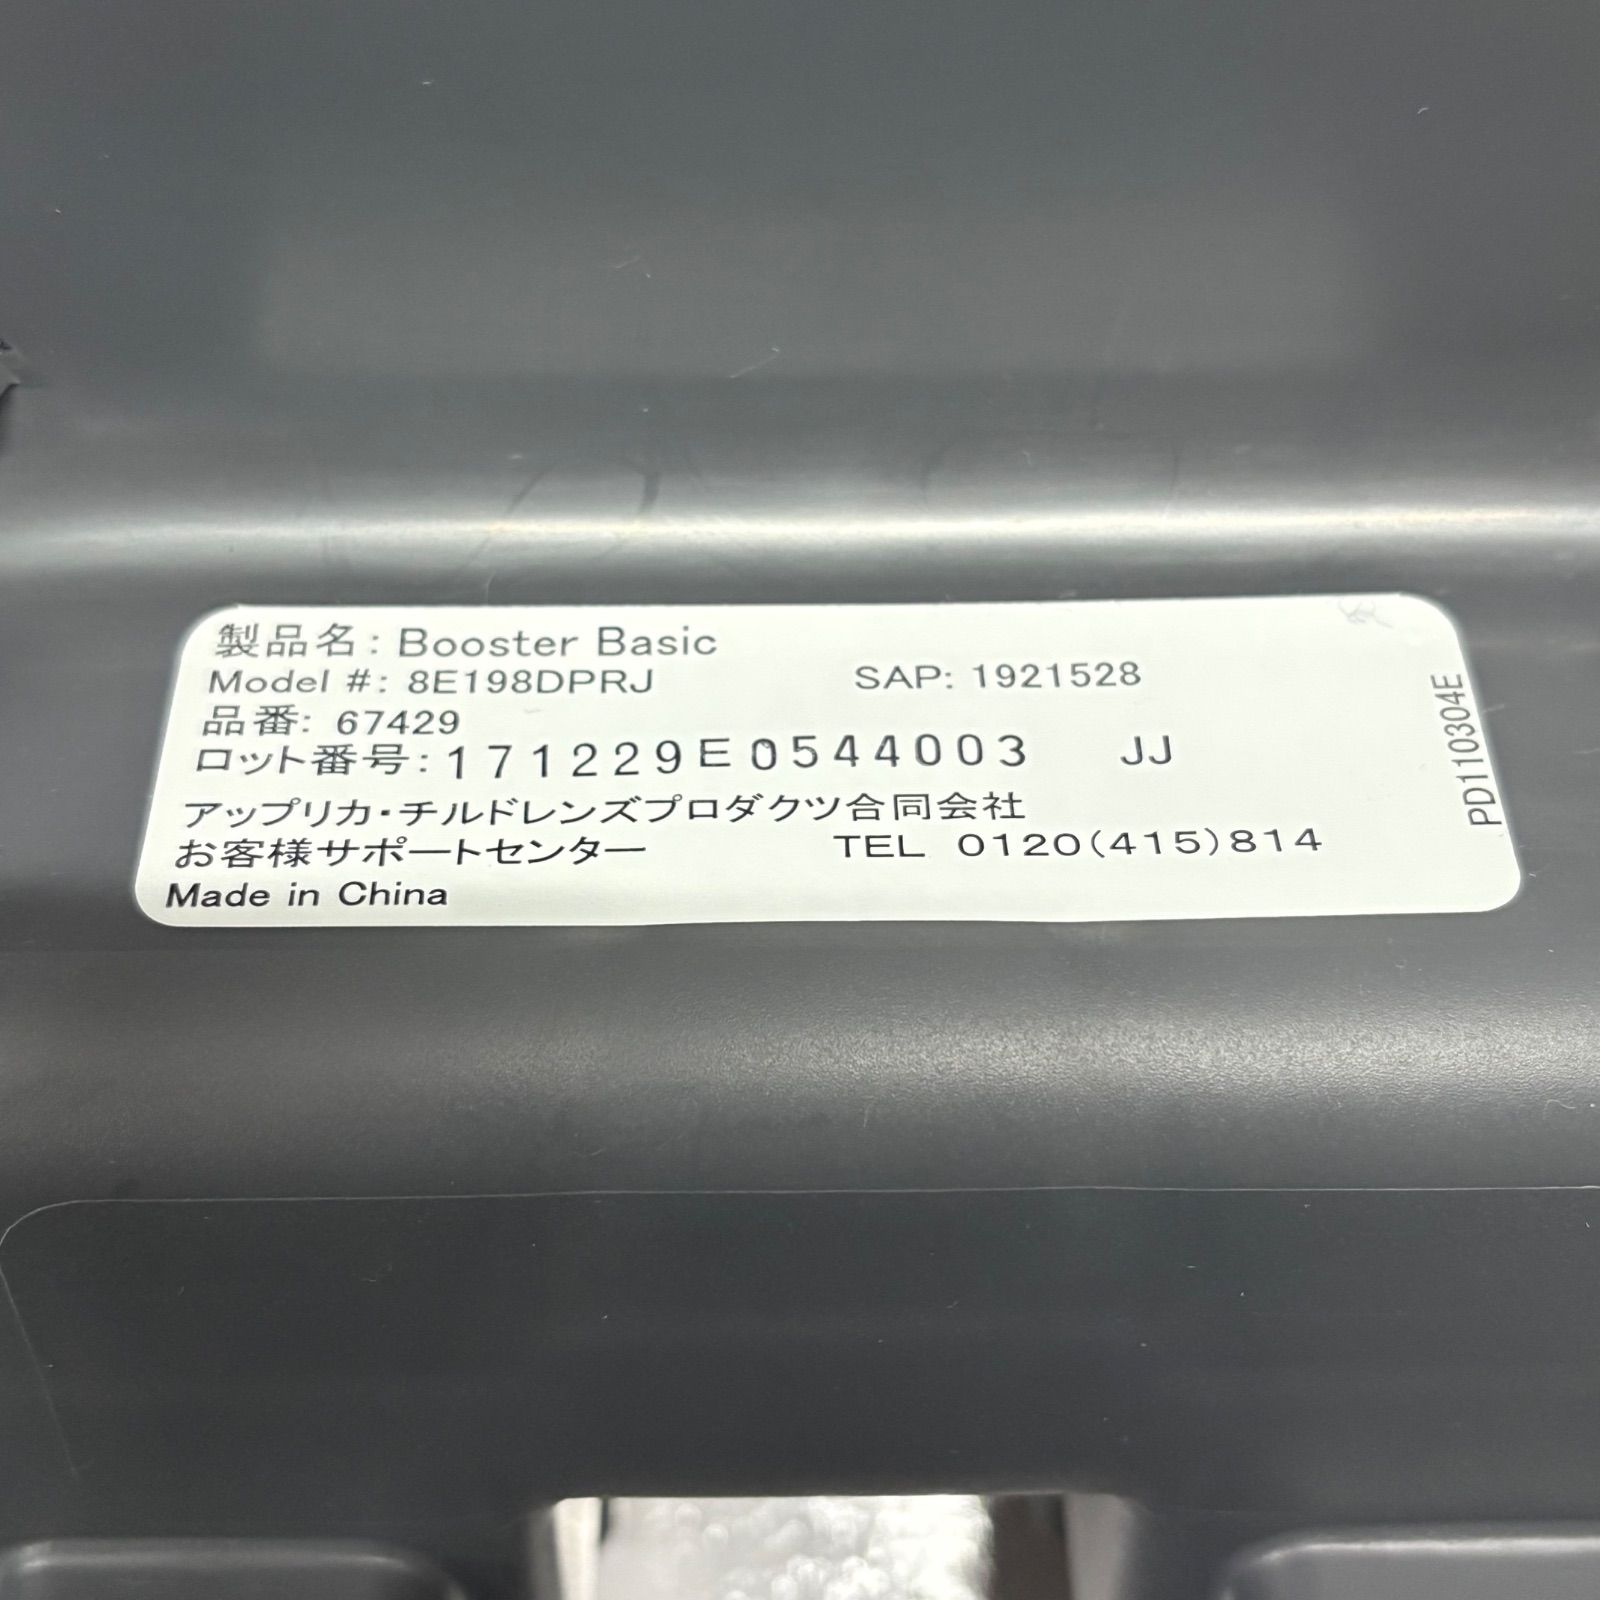 製品名: Booster Basic
Model #: 8E198DPRJ SAP: 1921528
品番: 67429
ロット番号: 171229E0544003 JJ
アップリカ・チルドレンズプロダクツ合同会社
お客様サポートセンター TEL 0120(415)814
Made in China
PD110304E